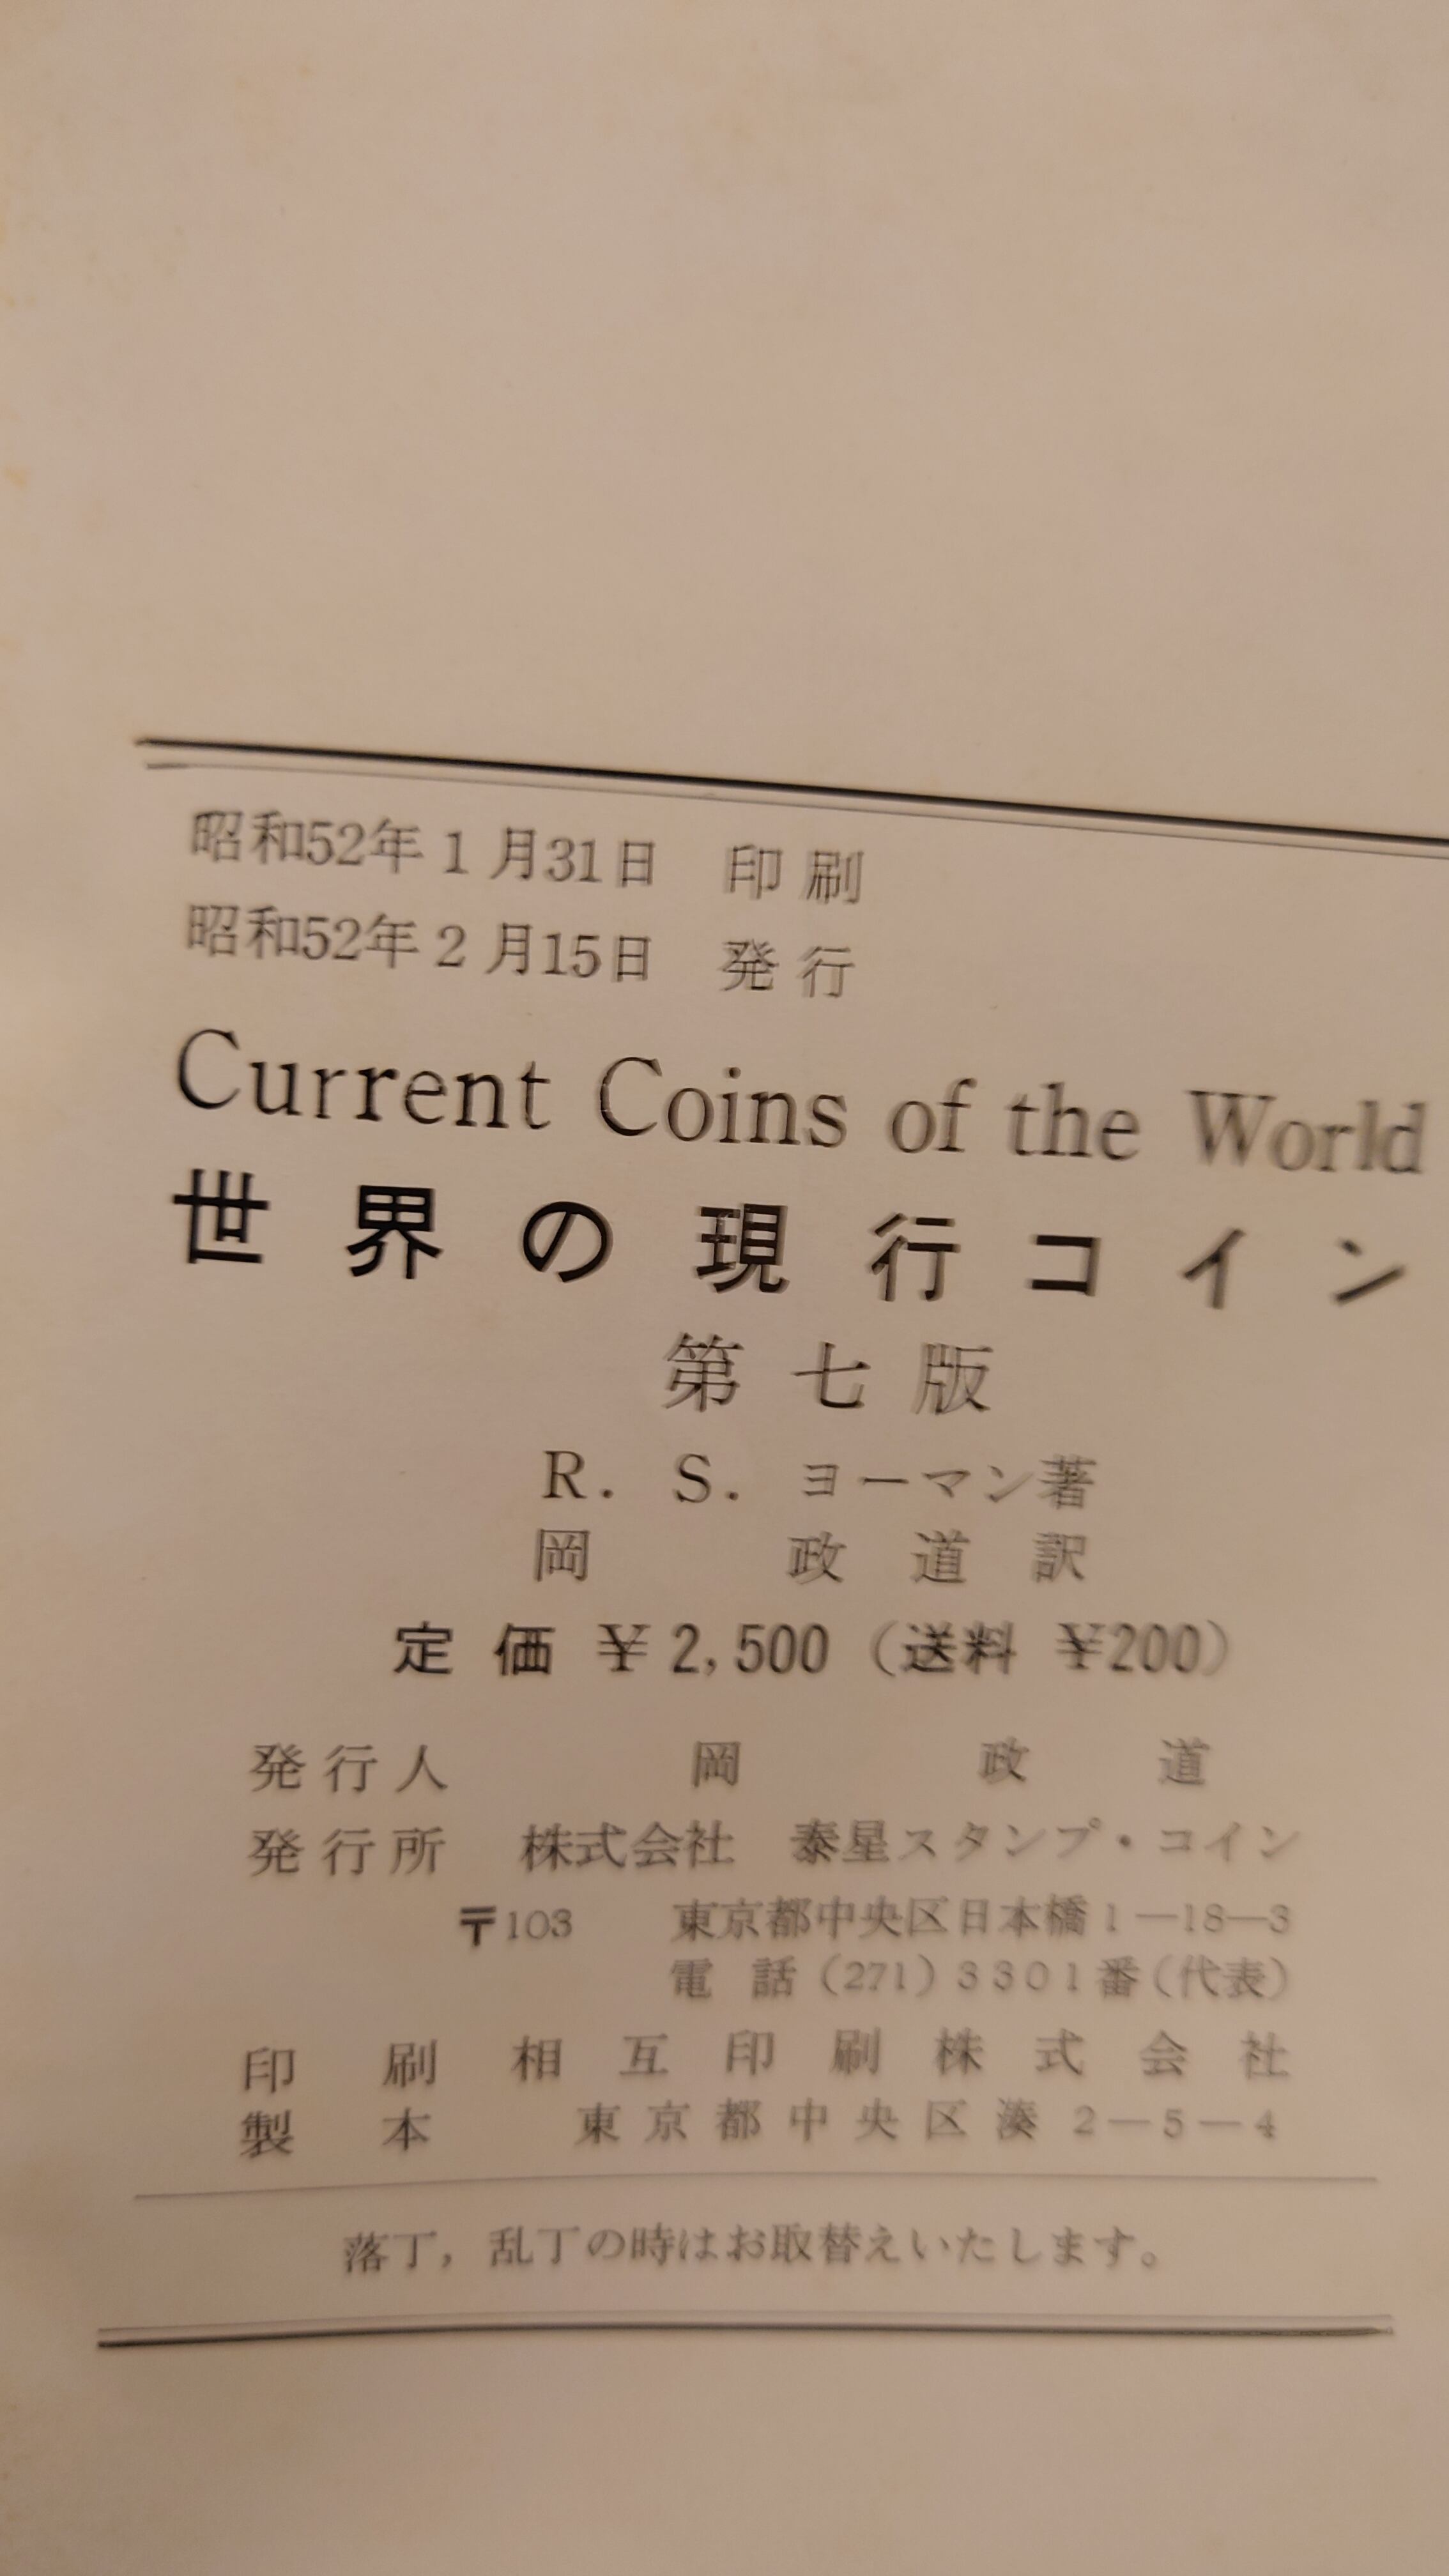 昭和52年1月31日 印刷
昭和52年2月15日 発行
Current Coins of the World
世界の現行コイン
第七版
R. S. ヨーマン著
岡 政道訳
定価 ¥2,500（送料 ¥200）
発行人 岡 政道
発行所 株式会社 泰星スタンプ・コイン
〒103 東京都中央区日本橋1―18―3
電話（271）3301番（代表）
印刷 相互印刷株式会社
製本 東京都中央区湊2―5―4
落丁，乱丁の時はお取替えいたします。